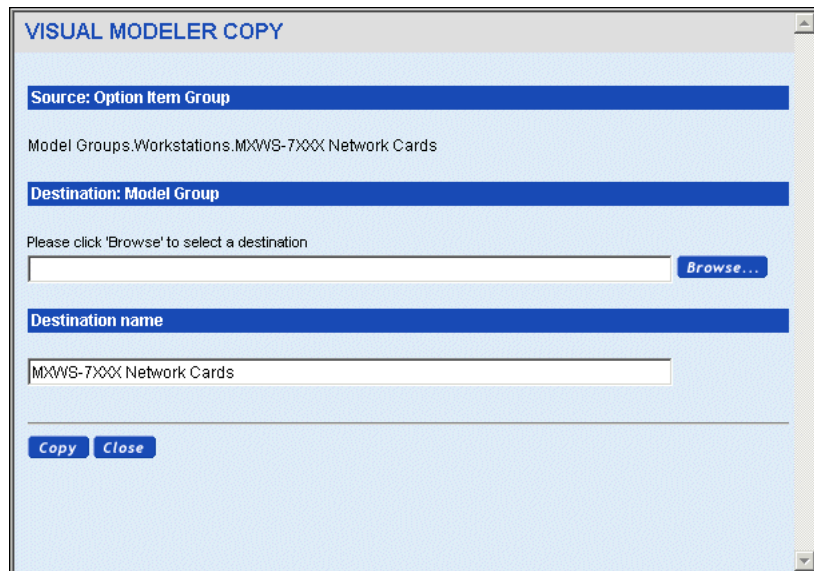 VISUAL MODELER COPY
Source: Option Item Group
Model Groups.Workstations.MXWS-7XXX Network Cards
Destination: Model Group
Please click 'Browse' to select a destination
Browse...
Destination name
MXWS-7XXX Network Cards
Copy Close